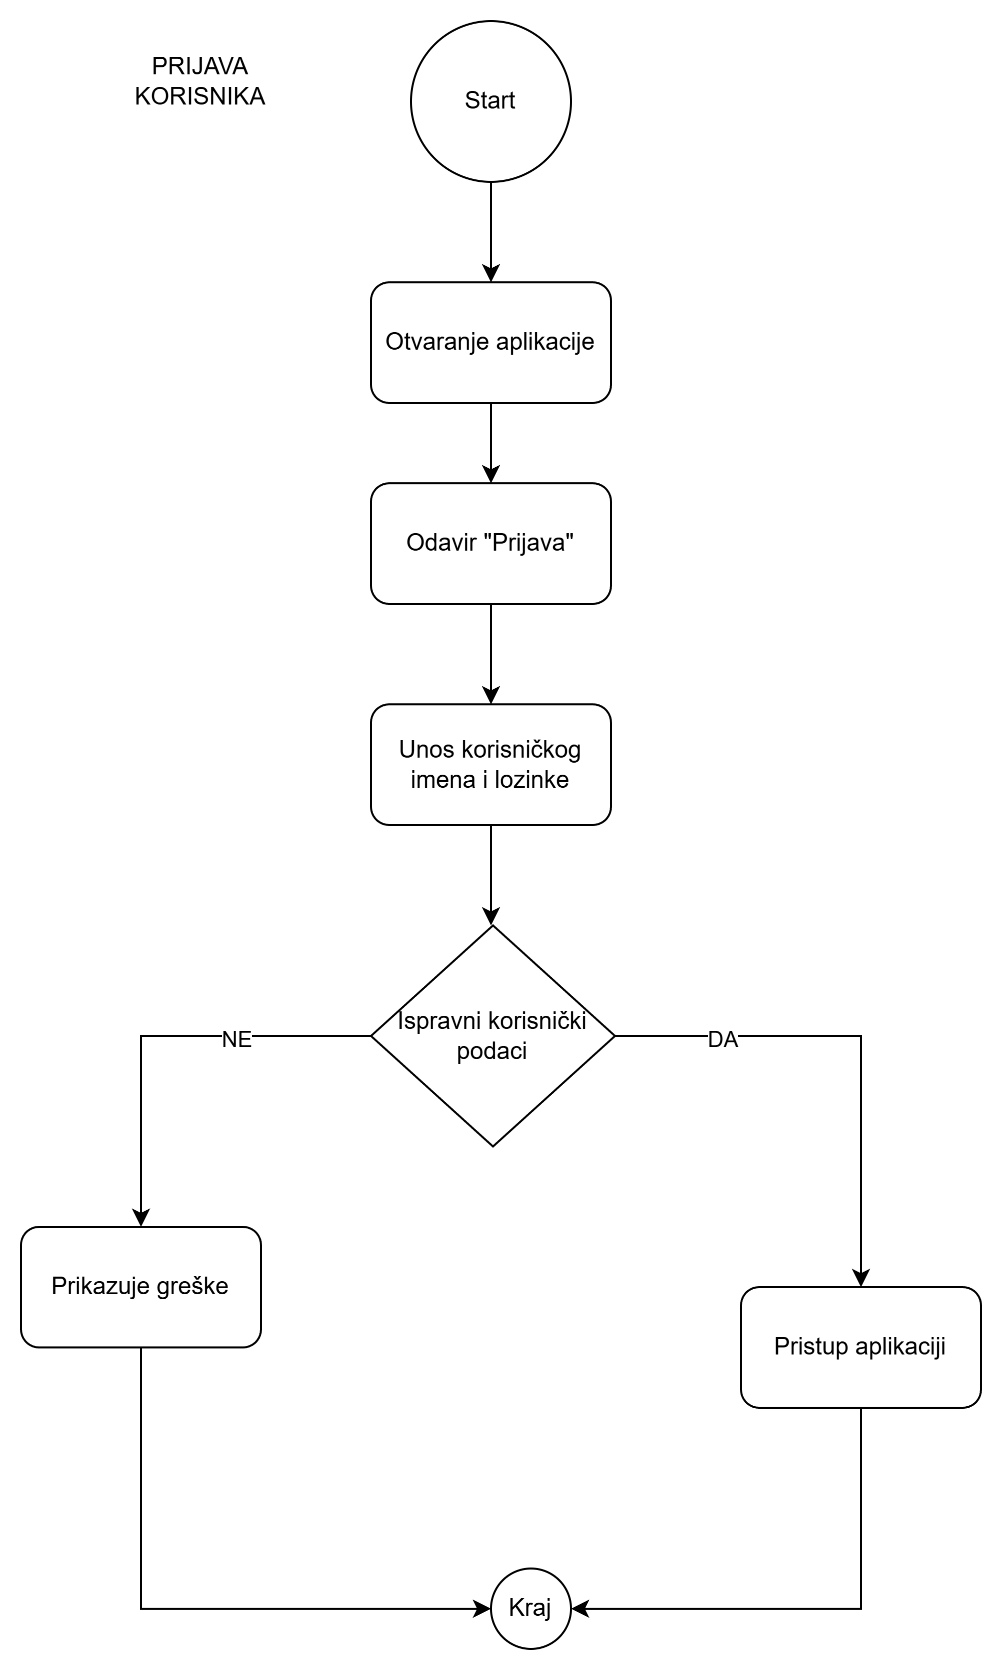 PRIJAVA
KORISNIKA
Start
Otvaranje aplikacije
Odavir "Prijava"
Unos korisničkog
imena i lozinke
Ispravni korisnički
podaci
NE
DA
Prikazuje greške
Pristup aplikaciji
Kraj